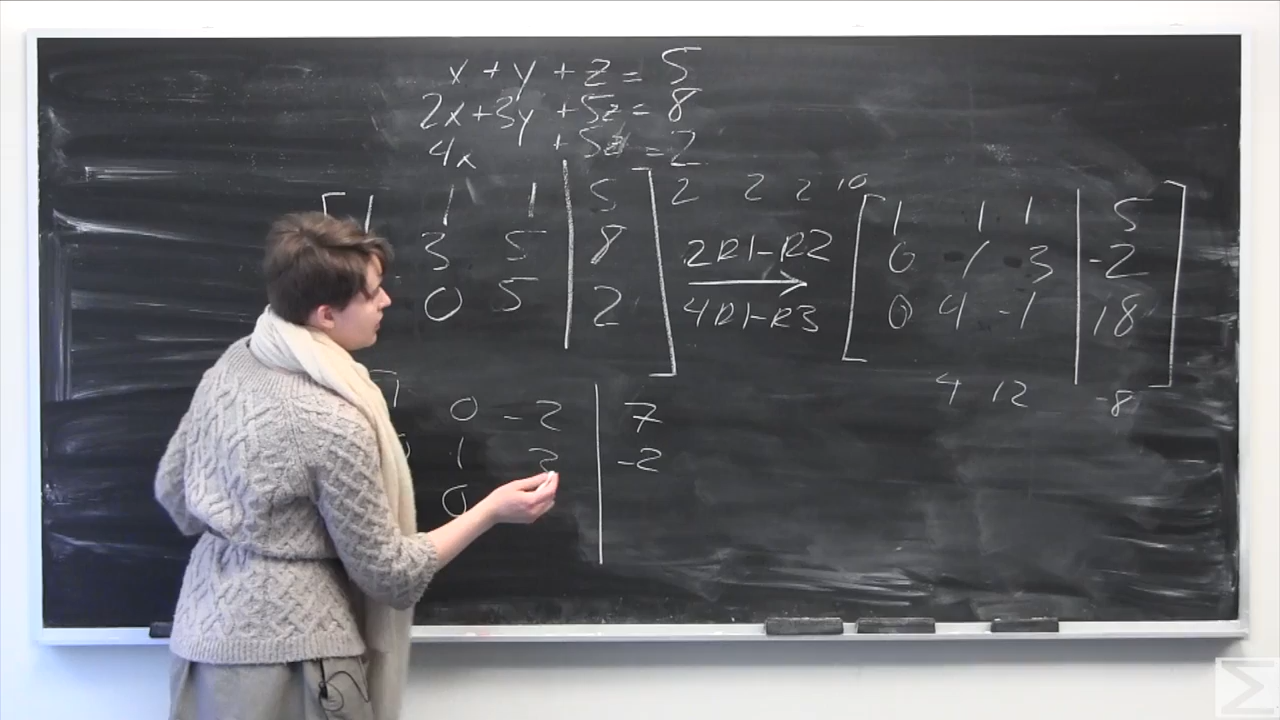 x + y + z = 5
2x + 3y + 5z = 8
4x + 5z = 2
1 1 1 5
3 5 8
0 5 2
2 2 2 10
2R1-R2
4R1-R3
1 1 1 5
0 1 3 -2
0 4 -1 18
4 12 -8
0 -2 7
1 3 -2
0